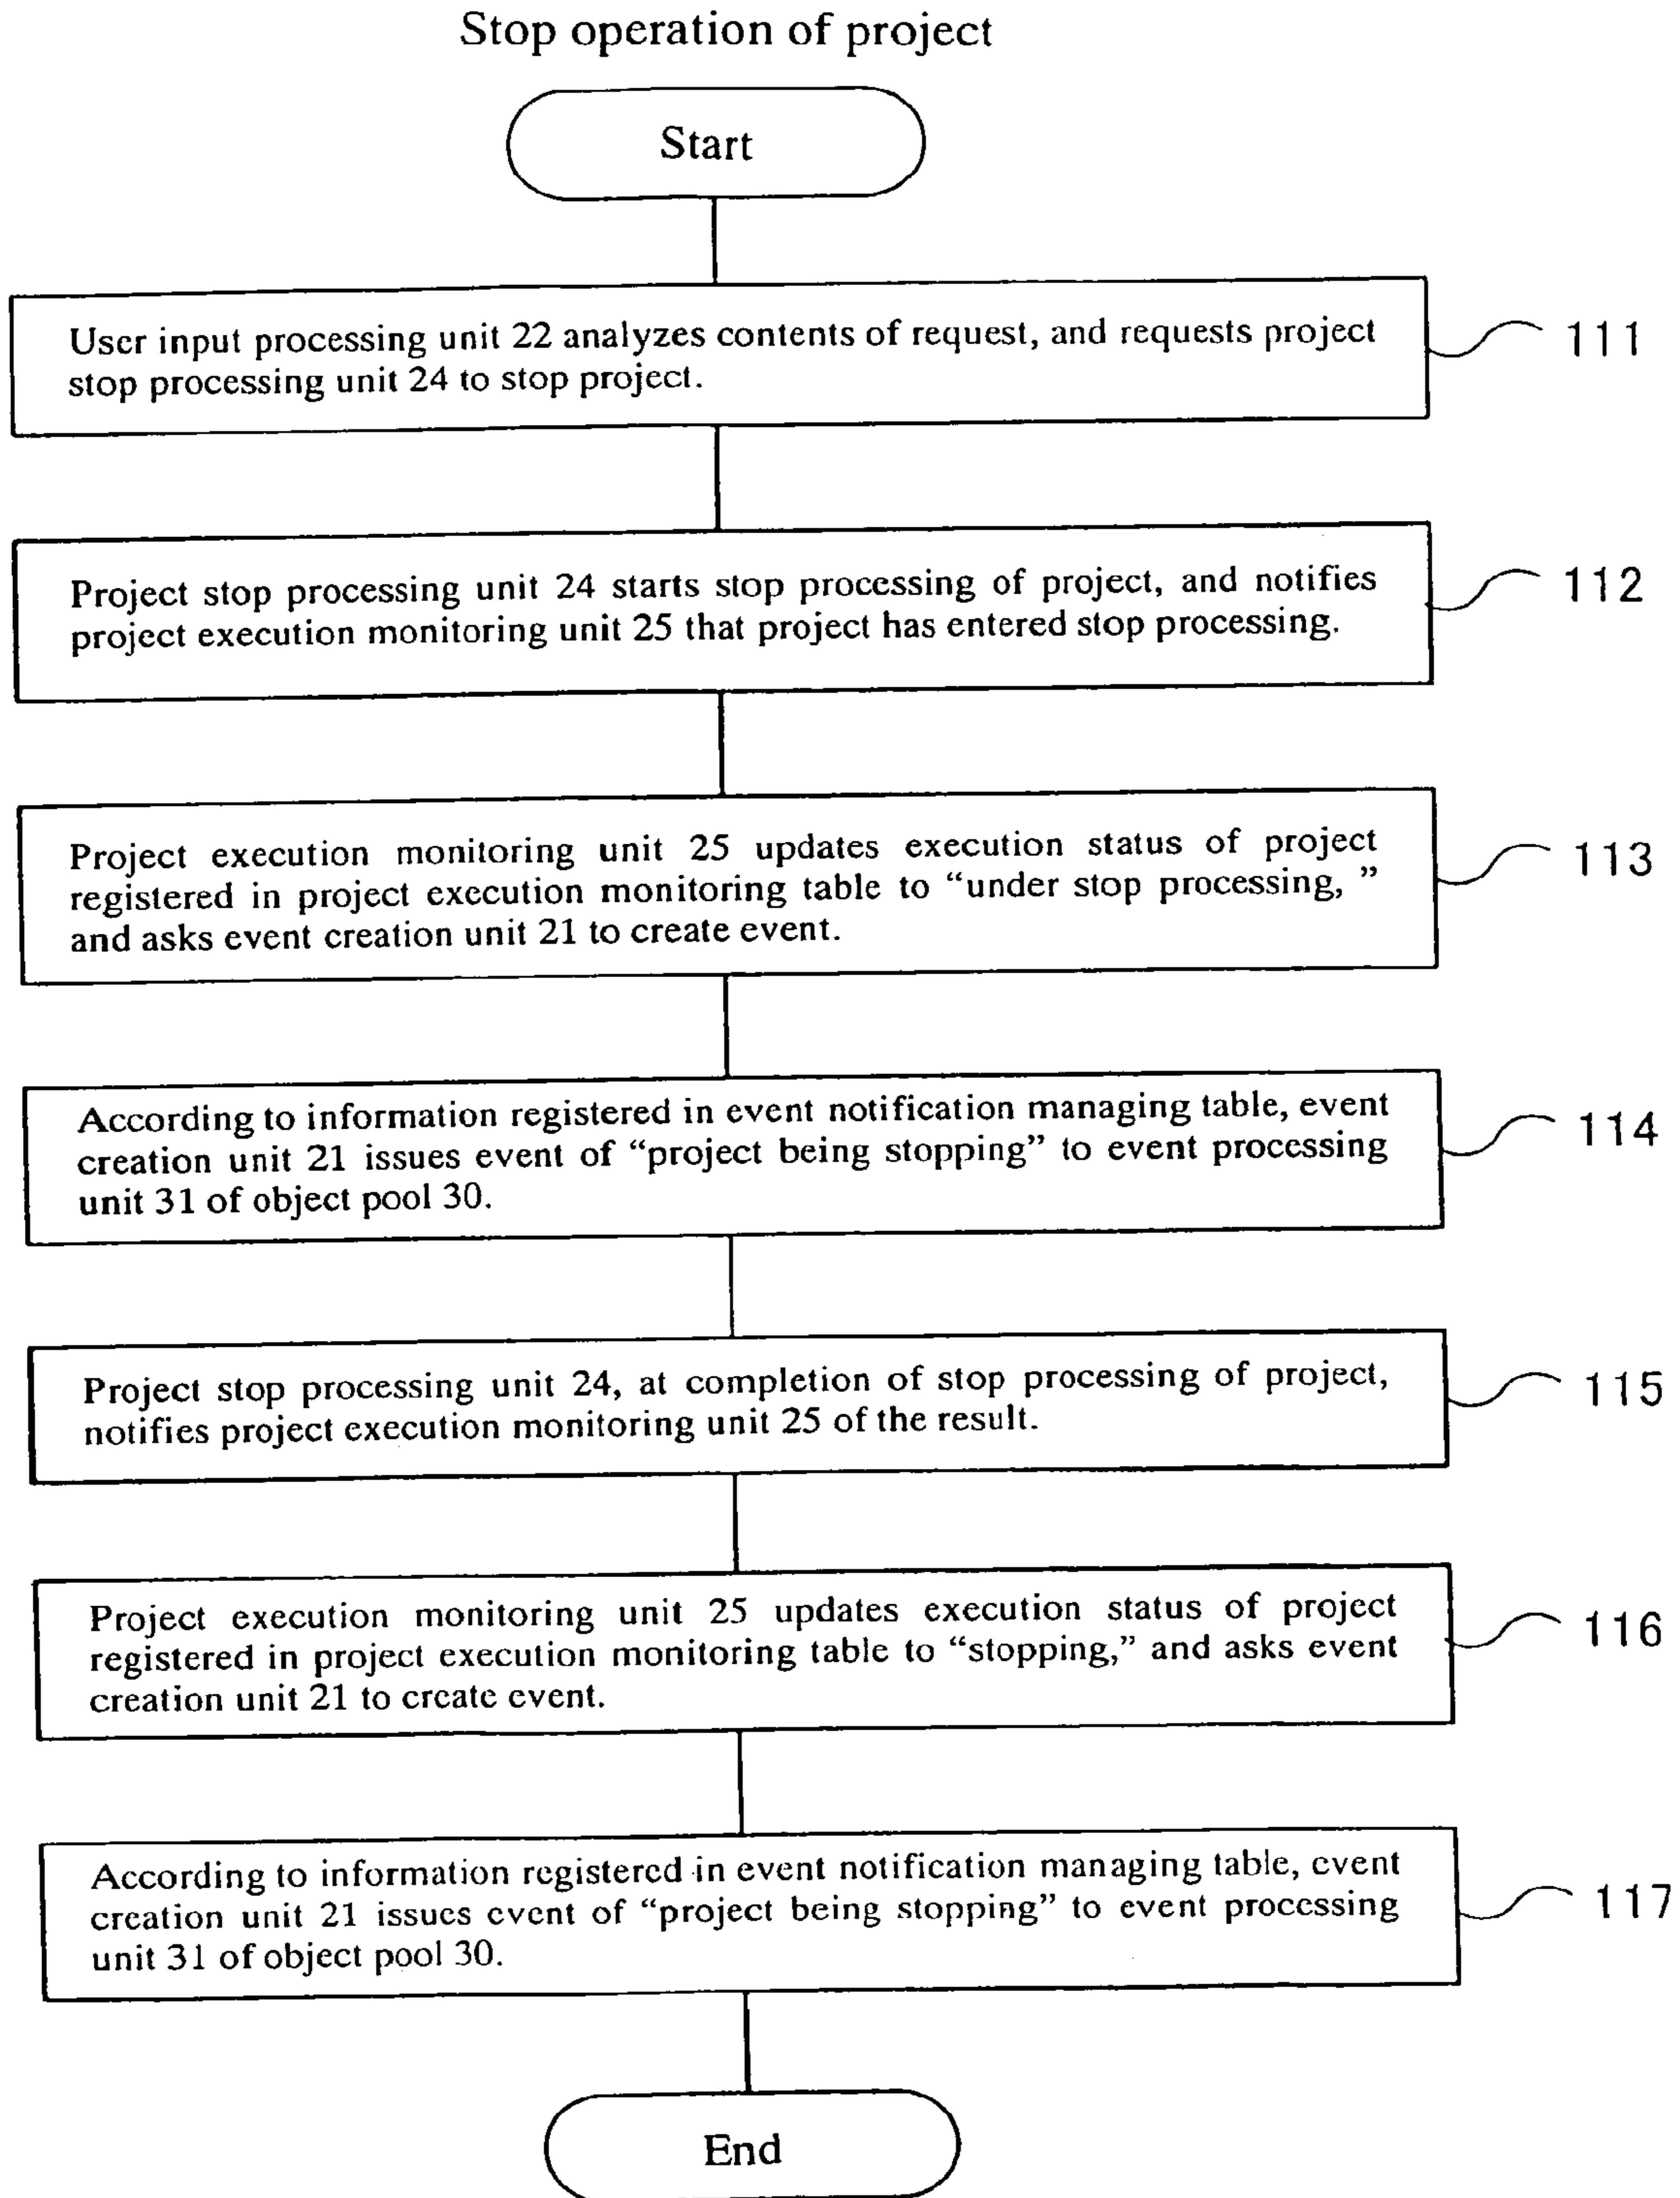 Stop operation of project
Start
User input processing unit 22 analyzes contents of request, and requests project
stop processing unit 24 to stop project.
111
Project stop processing unit 24 starts stop processing of project, and notifies
project execution monitoring unit 25 that project has entered stop processing.
112
Project execution monitoring unit 25 updates execution status of project
registered in project execution monitoring table to “under stop processing, ”
and asks event creation unit 21 to create event.
113
According to information registered in event notification managing table, event
creation unit 21 issues event of “project being stopping” to event processing
unit 31 of object pool 30.
114
Project stop processing unit 24, at completion of stop processing of project,
notifies project execution monitoring unit 25 of the result.
115
Project execution monitoring unit 25 updates execution status of project
registered in project execution monitoring table to “stopping,” and asks event
creation unit 21 to create event.
116
According to information registered in event notification managing table, event
creation unit 21 issues event of “project being stopping” to event processing
unit 31 of object pool 30.
117
End